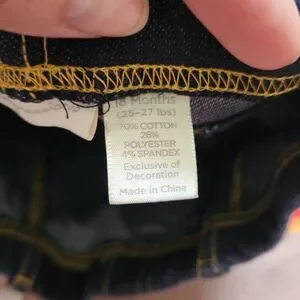 18 Months
(25-27 lbs)
70% COTTON
26%
POLYESTER
4% SPANDEX
Exclusive of
Decoration
Made in China